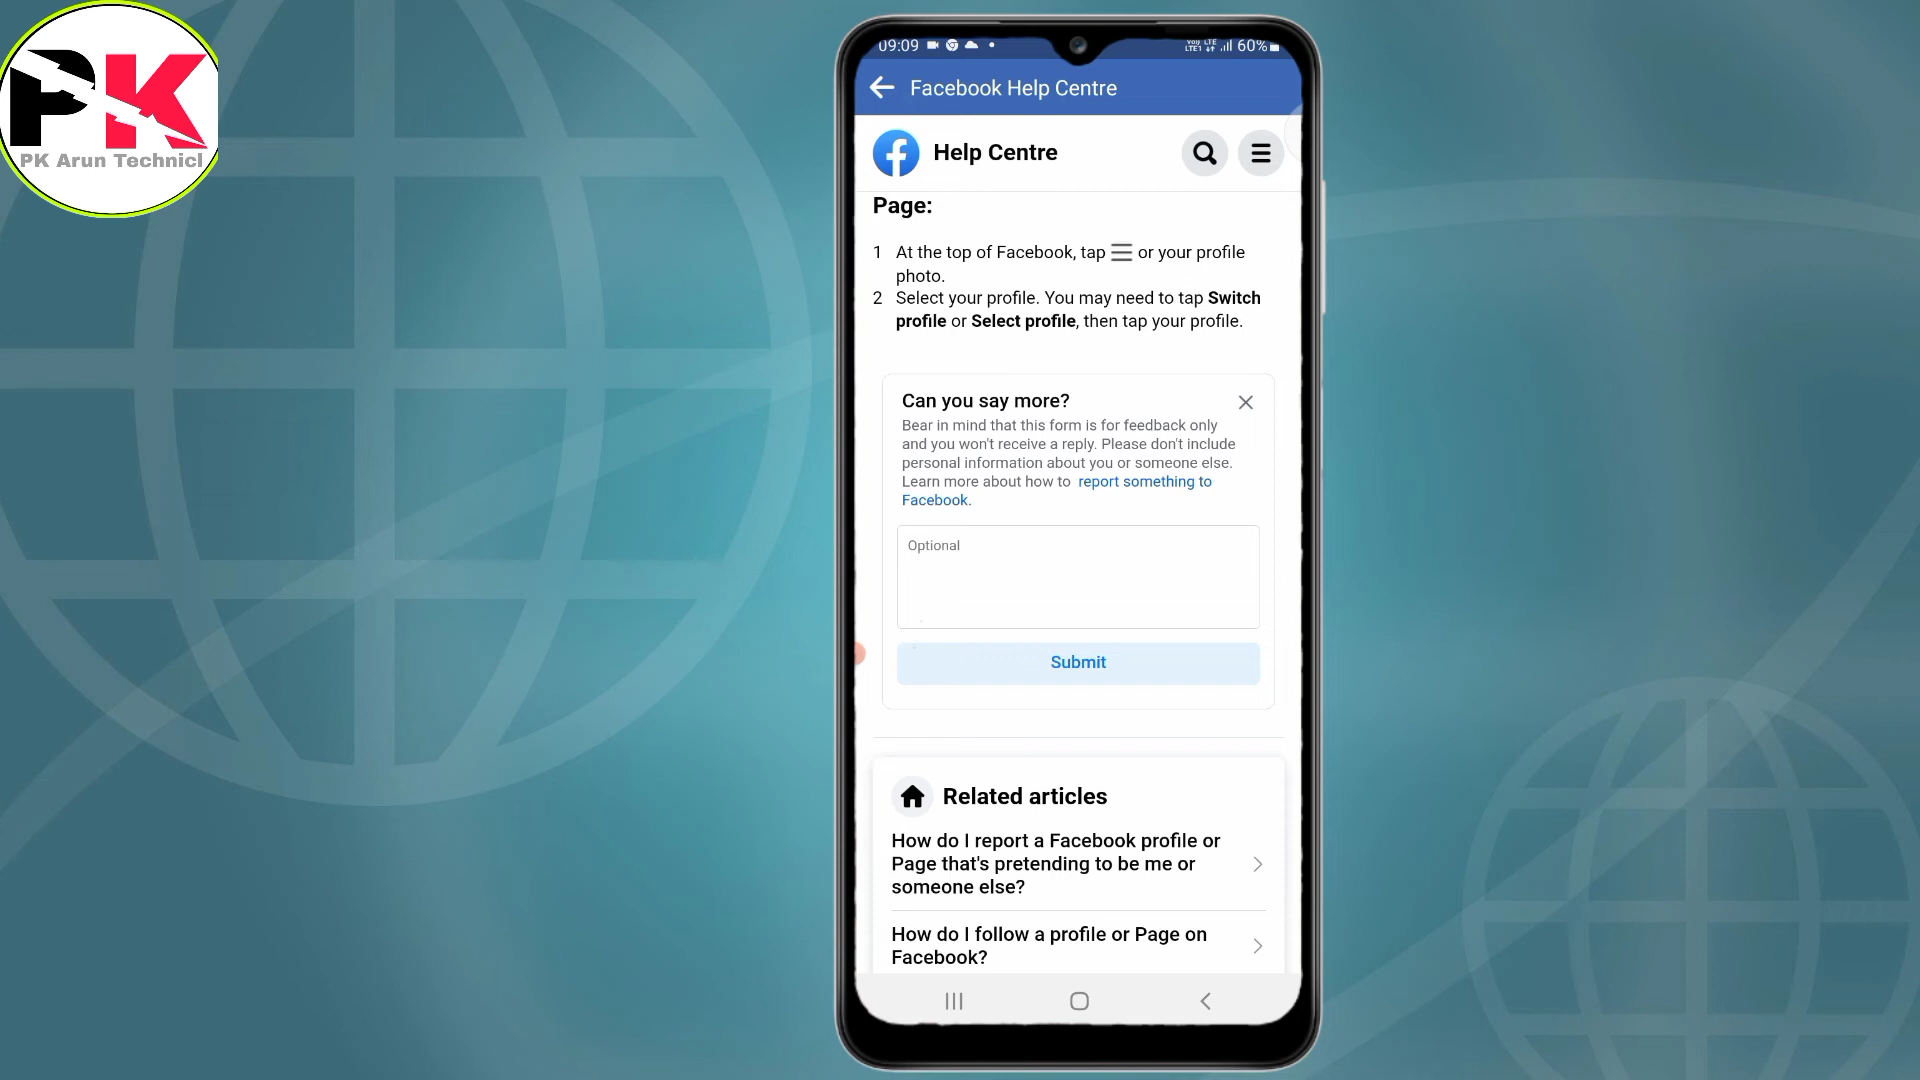 PK
PK Arun Technicl
09:09
Vo)) LTE
LTE1
60%
Facebook Help Centre
Help Centre
Page:
1 At the top of Facebook, tap or your profile
photo.
2 Select your profile. You may need to tap Switch
profile or Select profile, then tap your profile.
Can you say more?
Bear in mind that this form is for feedback only
and you won't receive a reply. Please don't include
personal information about you or someone else.
Learn more about how to report something to
Facebook.
Optional
Submit
Related articles
How do I report a Facebook profile or
Page that's pretending to be me or
someone else?
How do I follow a profile or Page on
Facebook?